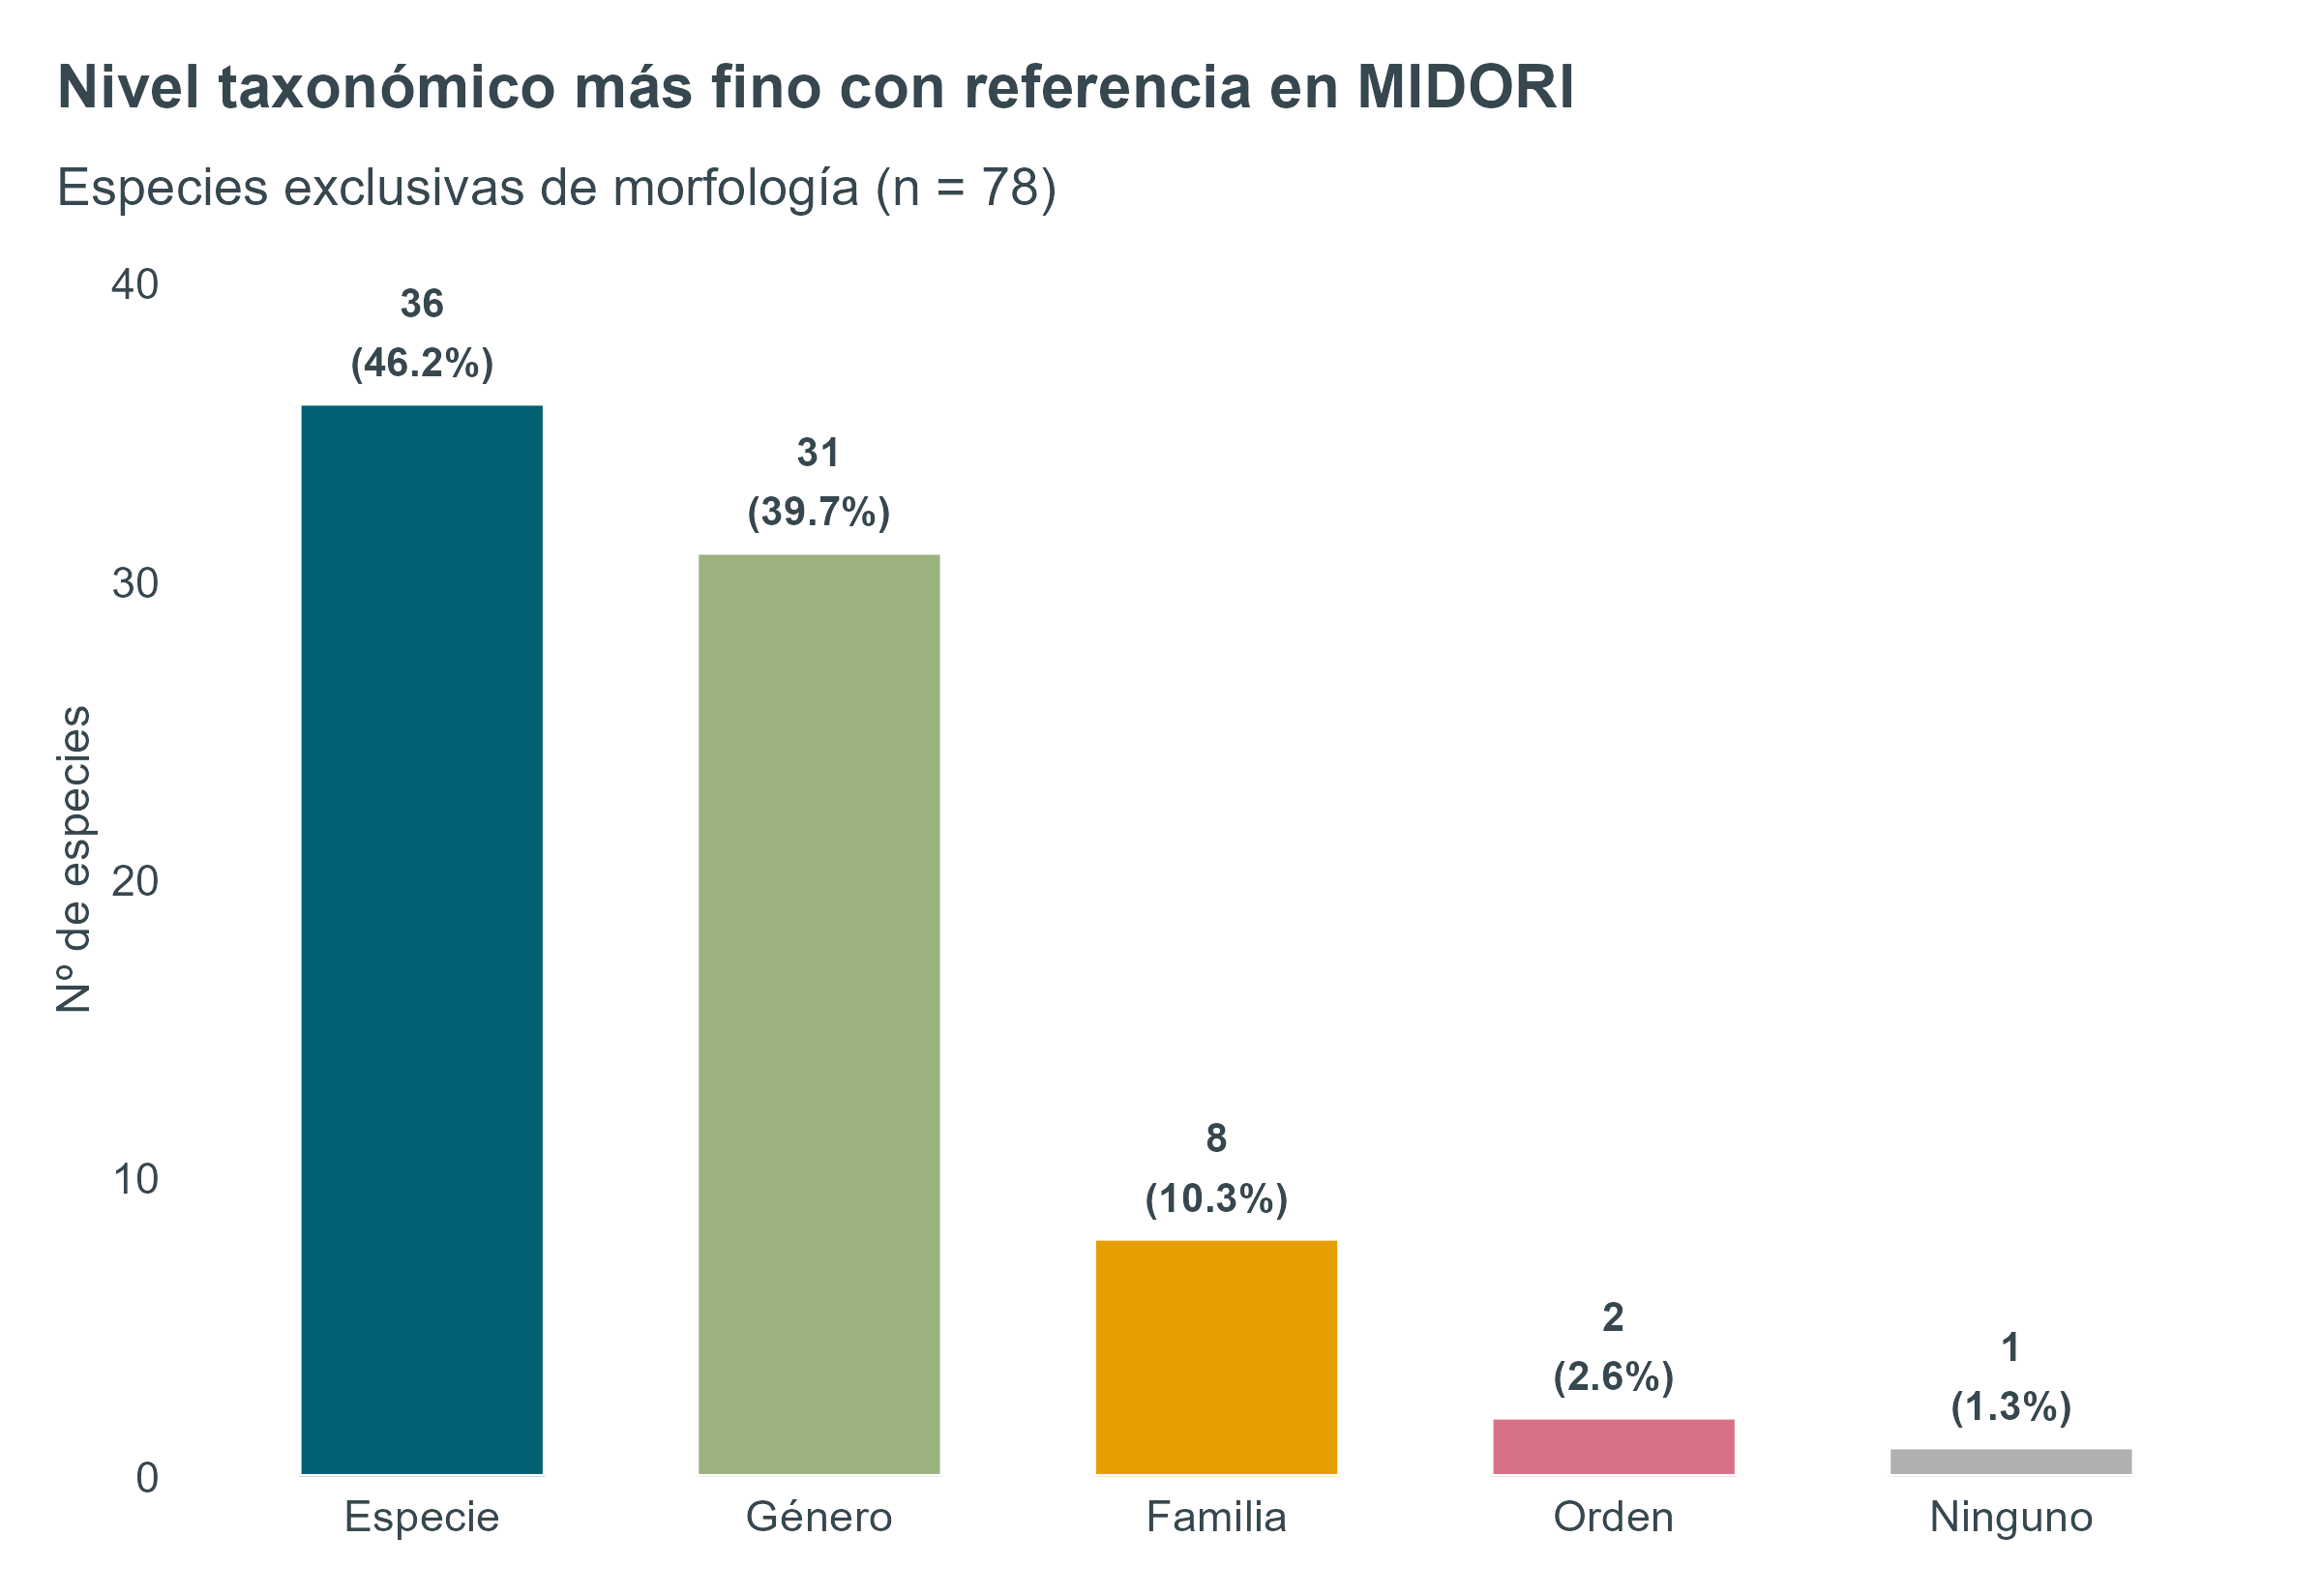 Nivel taxonómico más fino con referencia en MIDORI
Especies exclusivas de morfología (n = 78)
Nº de especies
40
30
20
10
0
36
(46.2%)
31
(39.7%)
8
(10.3%)
2
(2.6%)
1
(1.3%)
Especie
Género
Familia
Orden
Ninguno